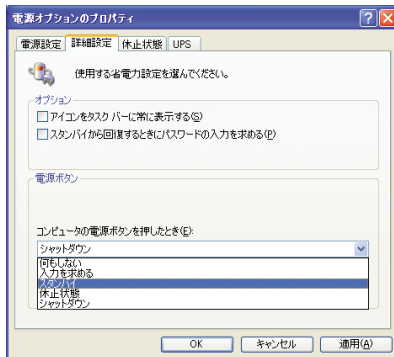 電源オプションのプロパティ
電源設定 詳細設定 休止状態 UPS
使用する省電力設定を選んでください。
オプション
アイコンをタスク バーに常に表示する(S)
スタンバイから回復するときにパスワードの入力を求める(P)
電源ボタン
コンピュータの電源ボタンを押したとき(E):
シャットダウン
何もしない
入力を求める
スタンバイ
休止状態
シャットダウン
OK キャンセル 適用(A)